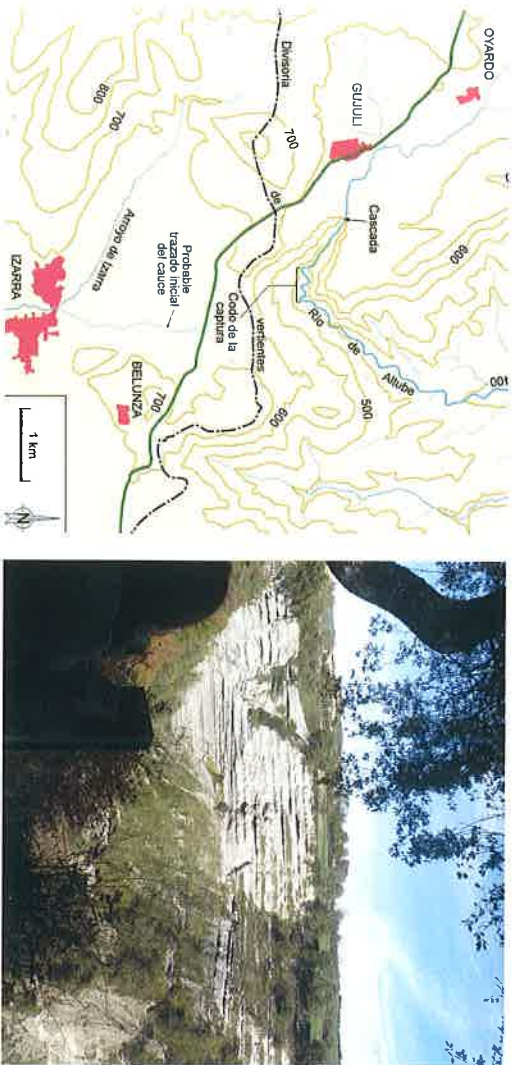 OYARDO
Altube
de
Río
Cascada
600
500
GUJULI
Codo de la
captura
600
Divisoria
700
de
vertientes
Probable
trazado inicial
del cauce
700
BELUNZA
800
700
Arroyo de Izarra
IZARRA
1 km
N